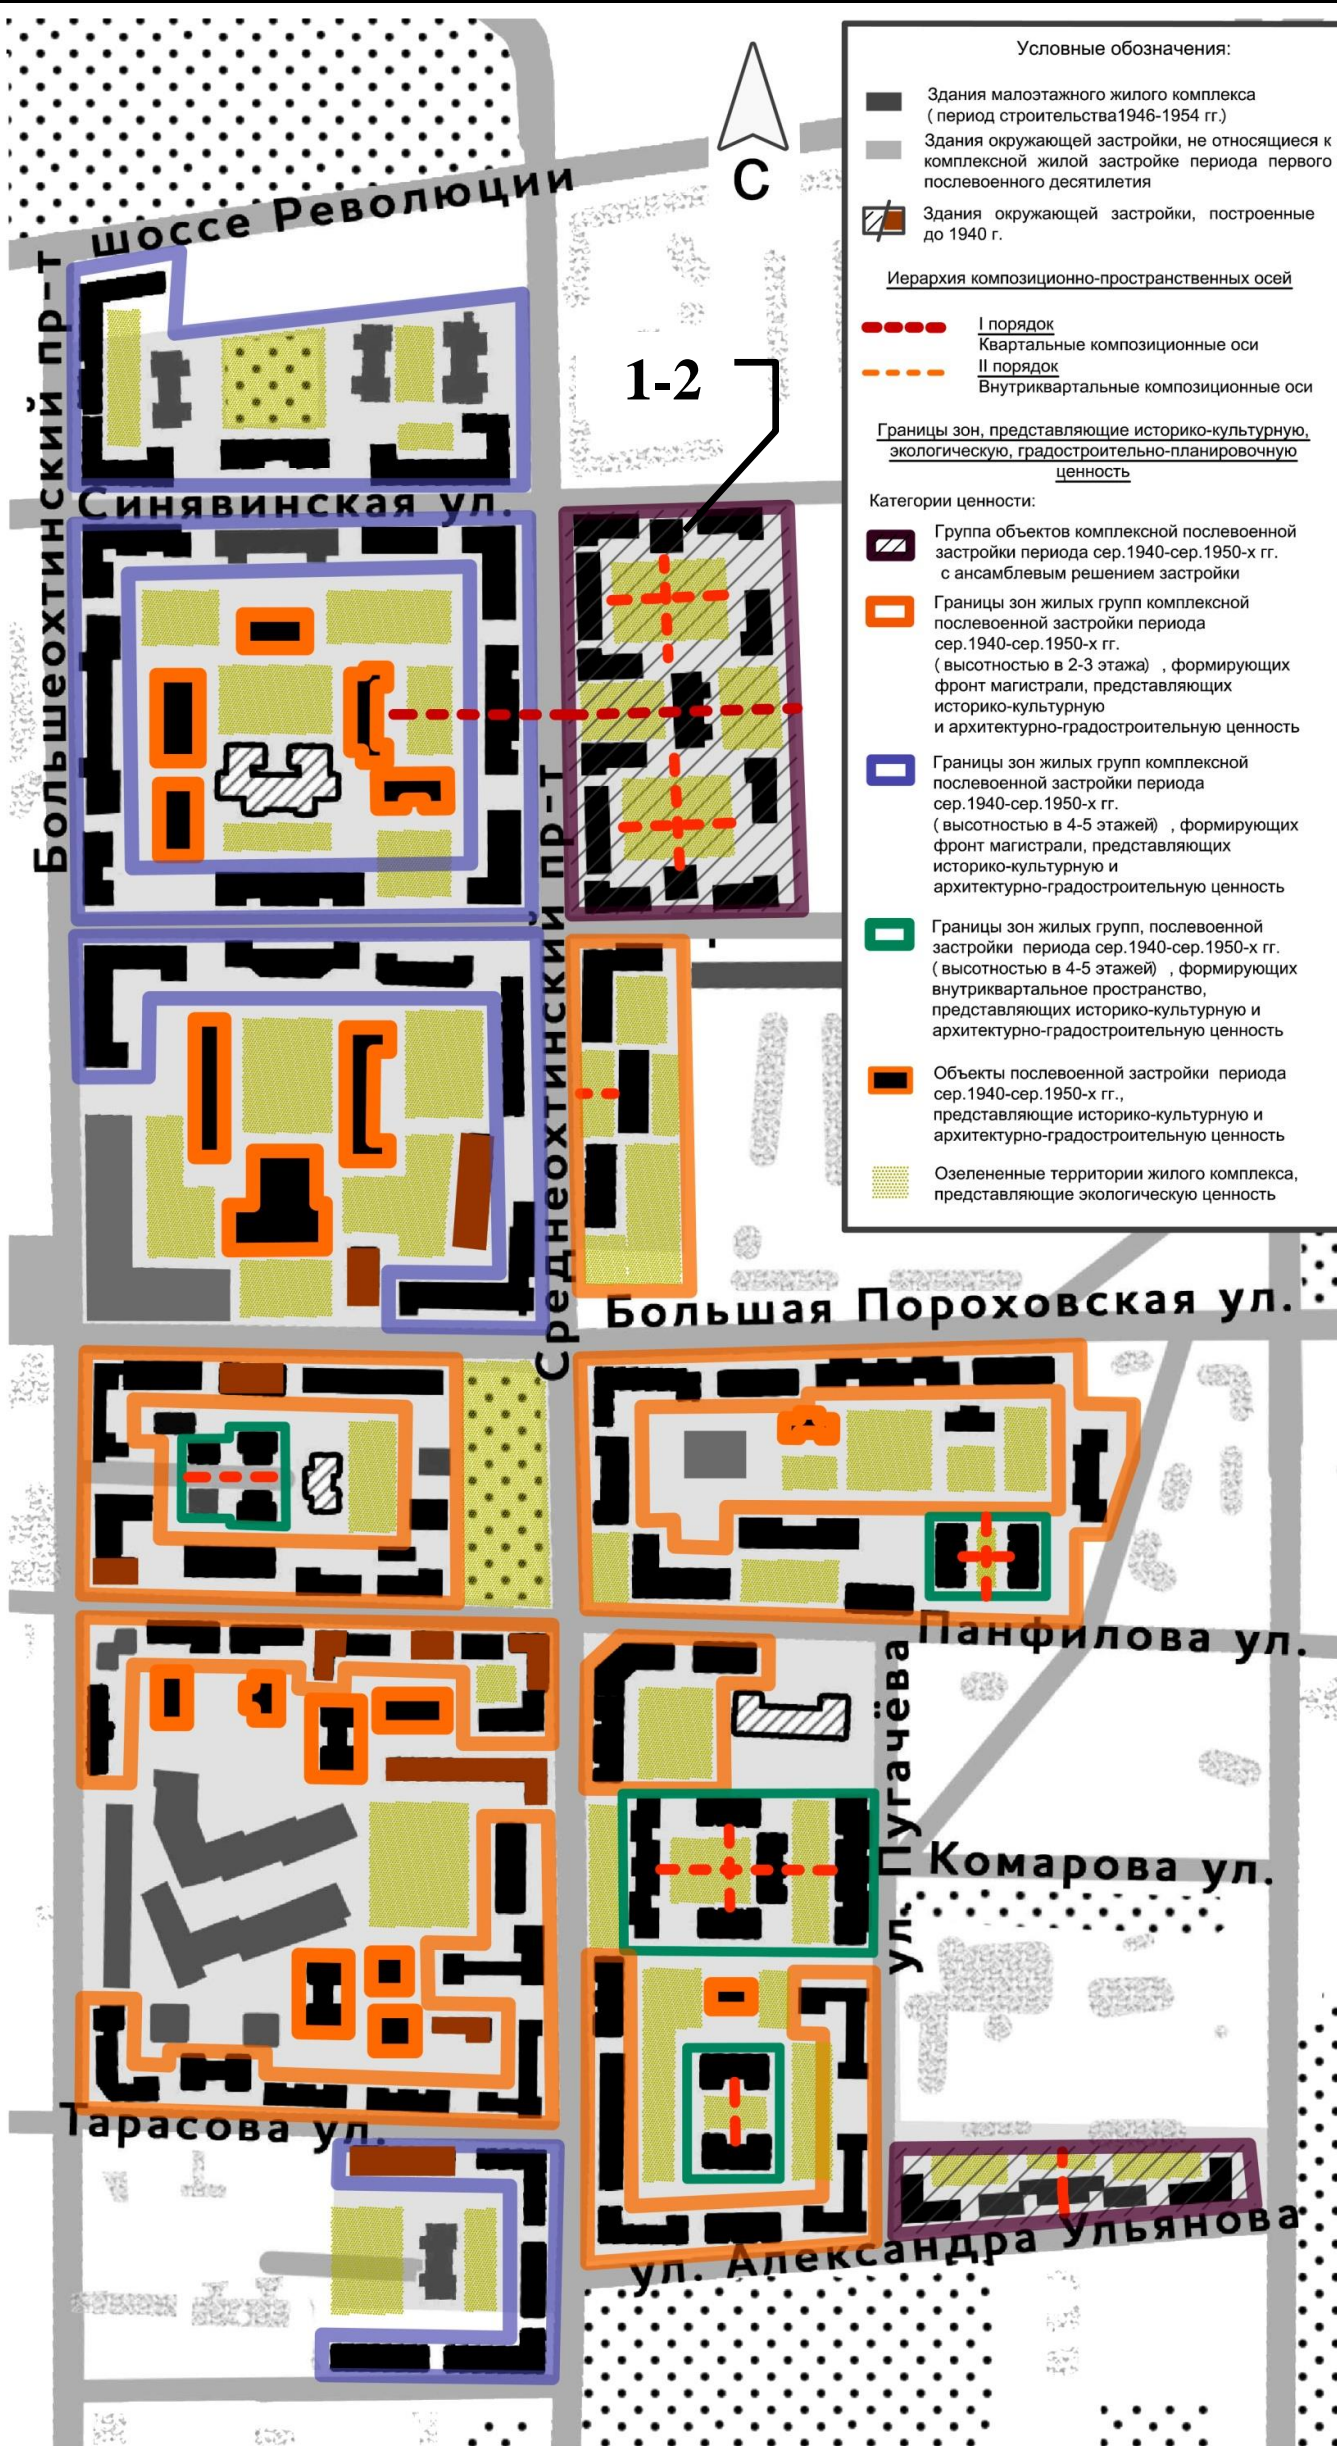 шоссе Революции
С
Большеохтинский пр-т
1-2
Синявинская ул.
Среднеохтинский пр-т
Большая Пороховская ул.
Панфилова ул.
ул. Пугачёва
Комарова ул.
Тарасова ул.
ул. Александра Ульянова
Условные обозначения:
Здания малоэтажного жилого комплекса
( период строительства1946-1954 гг.)
Здания окружающей застройки, не относящиеся к
комплексной жилой застройке периода первого
послевоенного десятилетия
Здания окружающей застройки, построенные
до 1940 г.
Иерархия композиционно-пространственных осей
I порядок
Квартальные композиционные оси
II порядок
Внутриквартальные композиционные оси
Границы зон, представляющие историко-культурную,
экологическую, градостроительно-планировочную
ценность
Категории ценности:
Группа объектов комплексной послевоенной
застройки периода сер.1940-сер.1950-х гг.
с ансамблевым решением застройки
Границы зон жилых групп комплексной
послевоенной застройки периода
сер.1940-сер.1950-х гг.
( высотностью в 2-3 этажа) , формирующих
фронт магистрали, представляющих
историко-культурную
и архитектурно-градостроительную ценность
Границы зон жилых групп комплексной
послевоенной застройки периода
сер.1940-сер.1950-х гг.
( высотностью в 4-5 этажей) , формирующих
фронт магистрали, представляющих
историко-культурную и
архитектурно-градостроительную ценность
Границы зон жилых групп, послевоенной
застройки периода сер.1940-сер.1950-х гг.
( высотностью в 4-5 этажей) , формирующих
внутриквартальное пространство,
представляющих историко-культурную и
архитектурно-градостроительную ценность
Объекты послевоенной застройки периода
сер.1940-сер.1950-х гг.,
представляющие историко-культурную и
архитектурно-градостроительную ценность
Озелененные территории жилого комплекса,
представляющие экологическую ценность